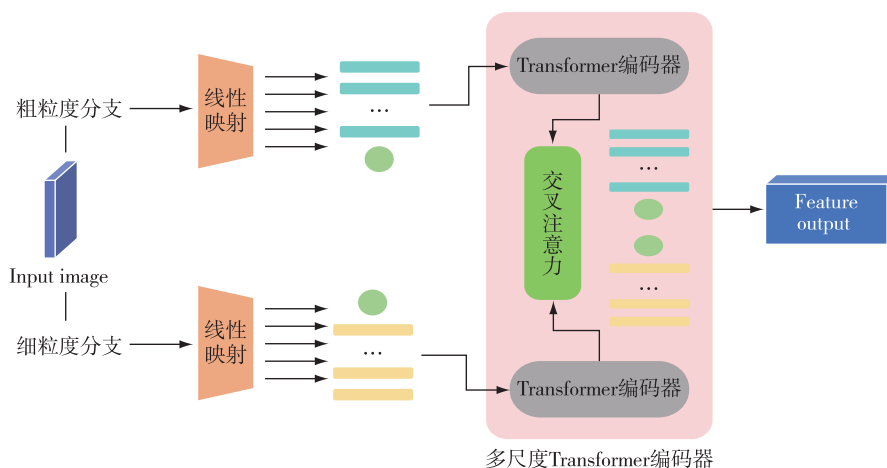 粗粒度分支
线性
映射
...
Transformer编码器
交叉注意力
...
Feature
output
Input image
细粒度分支
线性
映射
...
...
Transformer编码器
多尺度Transformer编码器